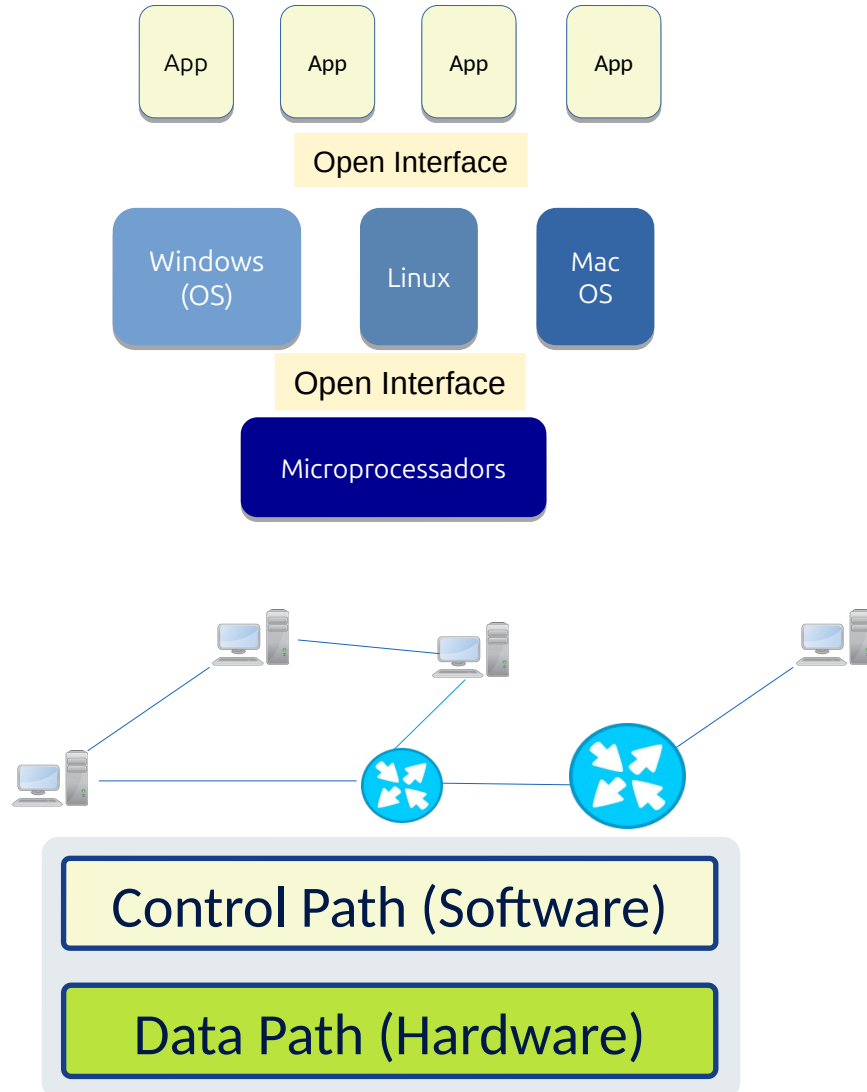 App App App App
Open Interface
Windows
(OS)
Linux
Mac
OS
Open Interface
Microprocessadors
Control Path (Software)
Data Path (Hardware)